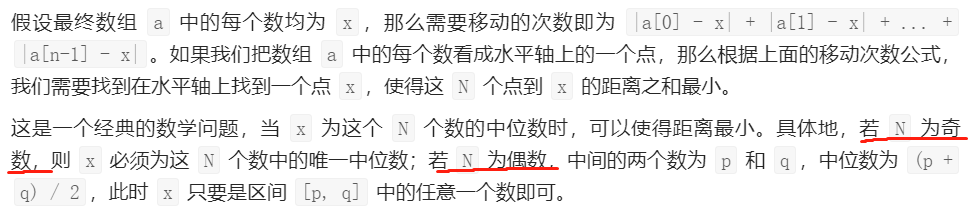 假设最终数组 a 中的每个数均为 x ，那么需要移动的次数即为 |a[0] - x| + |a[1] - x| + ... +
|a[n-1] - x| 。如果我们把数组 a 中的每个数看成水平轴上的一个点，那么根据上面的移动次数公式，
我们需要找到在水平轴上找到一个点 x ，使得这 N 个点到 x 的距离之和最小。
这是一个经典的数学问题，当 x 为这个 N 个数的中位数时，可以使得距离最小。具体地，若 N 为奇
数，则 x 必须为这 N 个数中的唯一中位数；若 N 为偶数，中间的两个数为 p 和 q ，中位数为 (p +
q) / 2 ，此时 x 只要是区间 [p, q] 中的任意一个数即可。